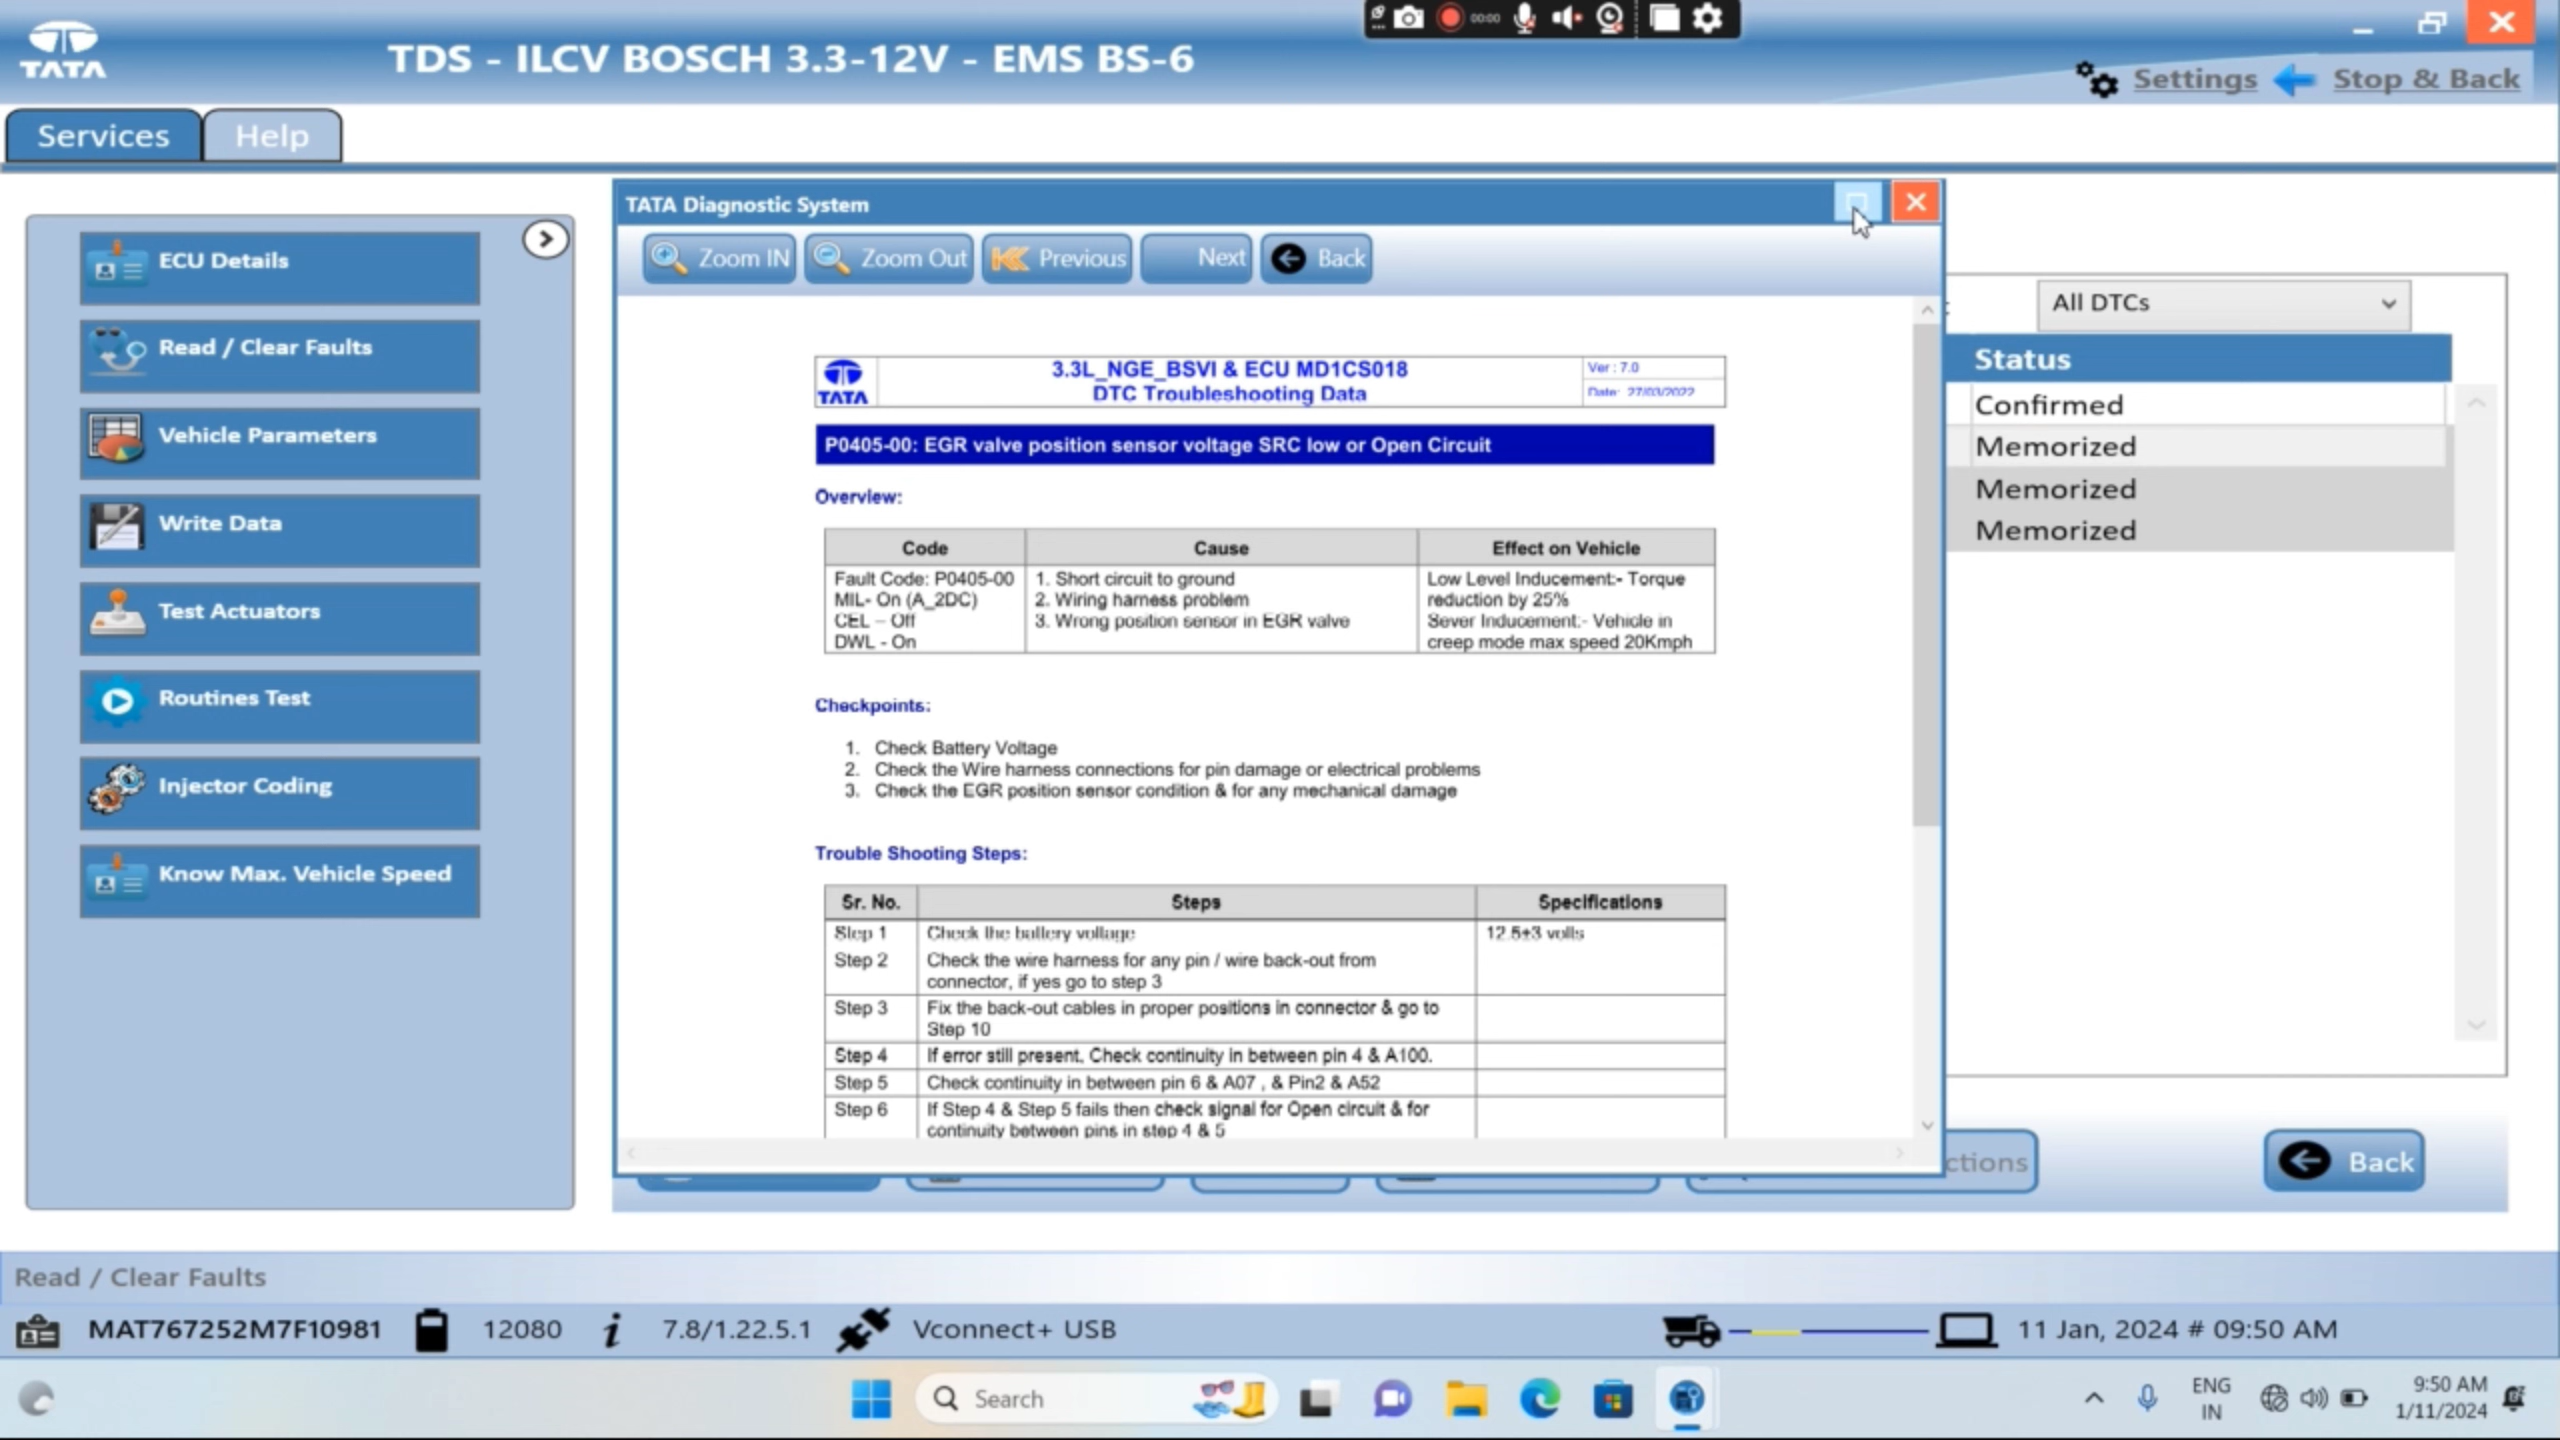 00:00
TATA
TDS - ILCV BOSCH 3.3-12V - EMS BS-6
Settings
Stop & Back
Services
Help
ECU Details
Read / Clear Faults
Vehicle Parameters
Write Data
Test Actuators
Routines Test
Injector Coding
Know Max. Vehicle Speed
TATA Diagnostic System
Zoom IN
Zoom Out
Previous
Next
Back
TATA
3.3L_NGE_BSVI & ECU MD1CS018
DTC Troubleshooting Data
Ver : 7.0
Date: 27/03/2022
P0405-00: EGR valve position sensor voltage SRC low or Open Circuit
Overview:
Code Cause Effect on Vehicle
Fault Code: P0405-00 1. Short circuit to ground Low Level Inducement:- Torque
MIL- On (A_2DC) 2. Wiring harness problem reduction by 25%
CEL – Off 3. Wrong position sensor in EGR valve Sever Inducement:- Vehicle in
DWL - On creep mode max speed 20Kmph
Checkpoints:
1. Check Battery Voltage
2. Check the Wire harness connections for pin damage or electrical problems
3. Check the EGR position sensor condition & for any mechanical damage
Trouble Shooting Steps:
Sr. No. Steps Specifications
Step 1 Check the battery voltage 12.5±3 volts
Step 2 Check the wire harness for any pin / wire back-out from
connector, if yes go to step 3
Step 3 Fix the back-out cables in proper positions in connector & go to
Step 10
Step 4 If error still present, Check continuity in between pin 4 & A100.
Step 5 Check continuity in between pin 6 & A07 , & Pin2 & A52
Step 6 If Step 4 & Step 5 fails then check signal for Open circuit & for
continuity between pins in step 4 & 5
All DTCs
Status
Confirmed
Memorized
Memorized
Memorized
ctions
Back
Read / Clear Faults
MAT767252M7F10981
12080
7.8/1.22.5.1
Vconnect+ USB
11 Jan, 2024 # 09:50 AM
Search
ENG
IN
9:50 AM
1/11/2024